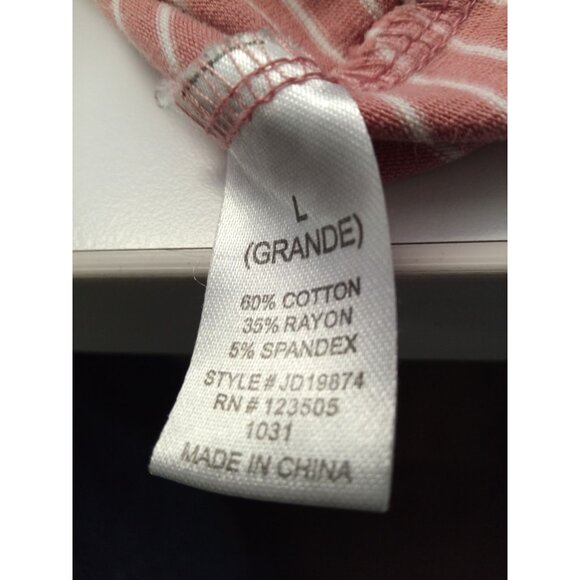 L
(GRANDE)
60% COTTON
35% RAYON
5% SPANDEX
STYLE # JD19874
RN # 123505
1031
MADE IN CHINA